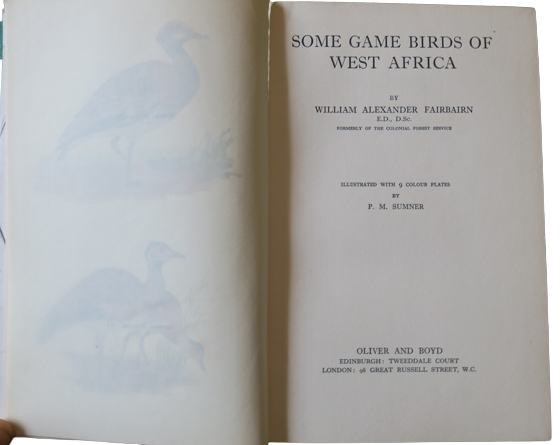 SOME GAME BIRDS OF
WEST AFRICA
BY
WILLIAM ALEXANDER FAIRBAIRN
E.D., D.Sc.
FORMERLY OF THE COLONIAL FOREST SERVICE
ILLUSTRATED WITH 9 COLOUR PLATES
BY
P. M. SUMNER
OLIVER AND BOYD
EDINBURGH: TWEEDDALE COURT
LONDON: 98 GREAT RUSSELL STREET, W.C.